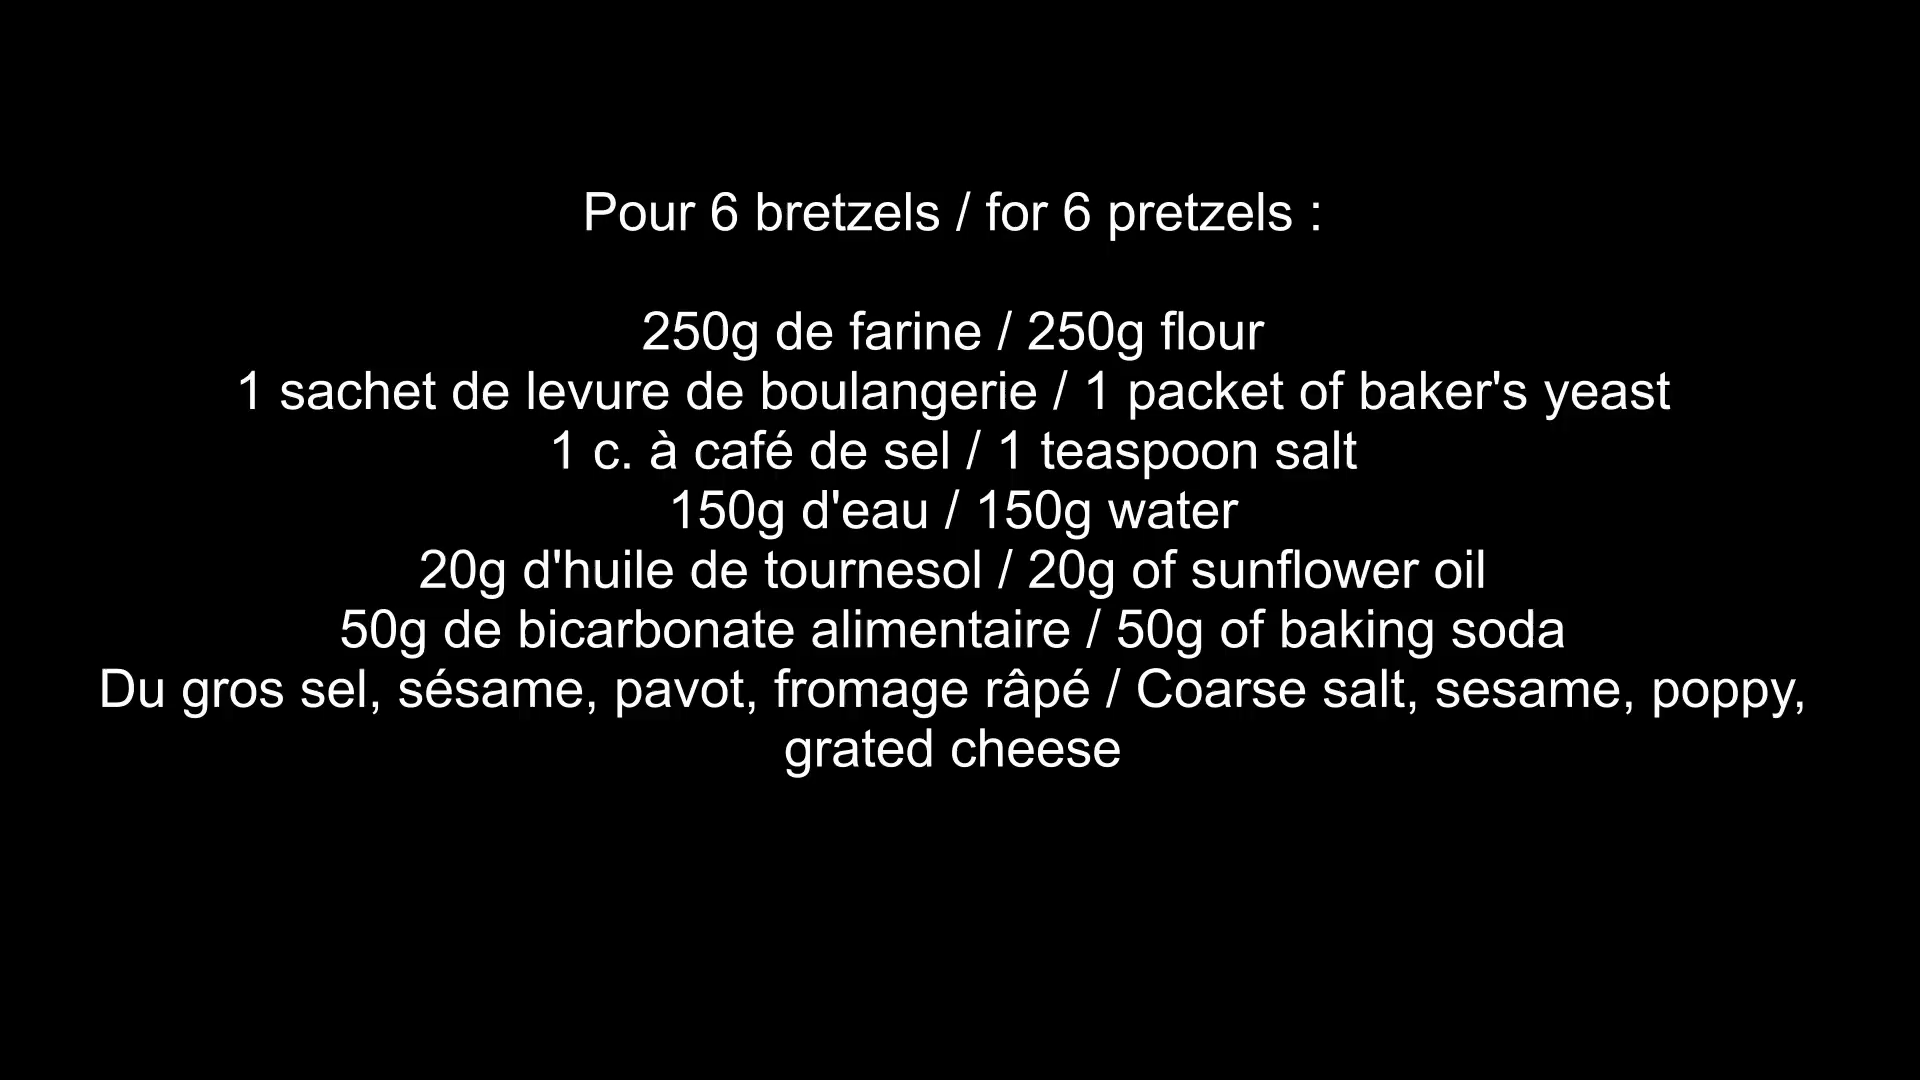 Pour 6 bretzels / for 6 pretzels :
250g de farine / 250g flour
1 sachet de levure de boulangerie / 1 packet of baker's yeast
1 c. à café de sel / 1 teaspoon salt
150g d'eau / 150g water
20g d'huile de tournesol / 20g of sunflower oil
50g de bicarbonate alimentaire / 50g of baking soda
Du gros sel, sésame, pavot, fromage râpé / Coarse salt, sesame, poppy,
grated cheese